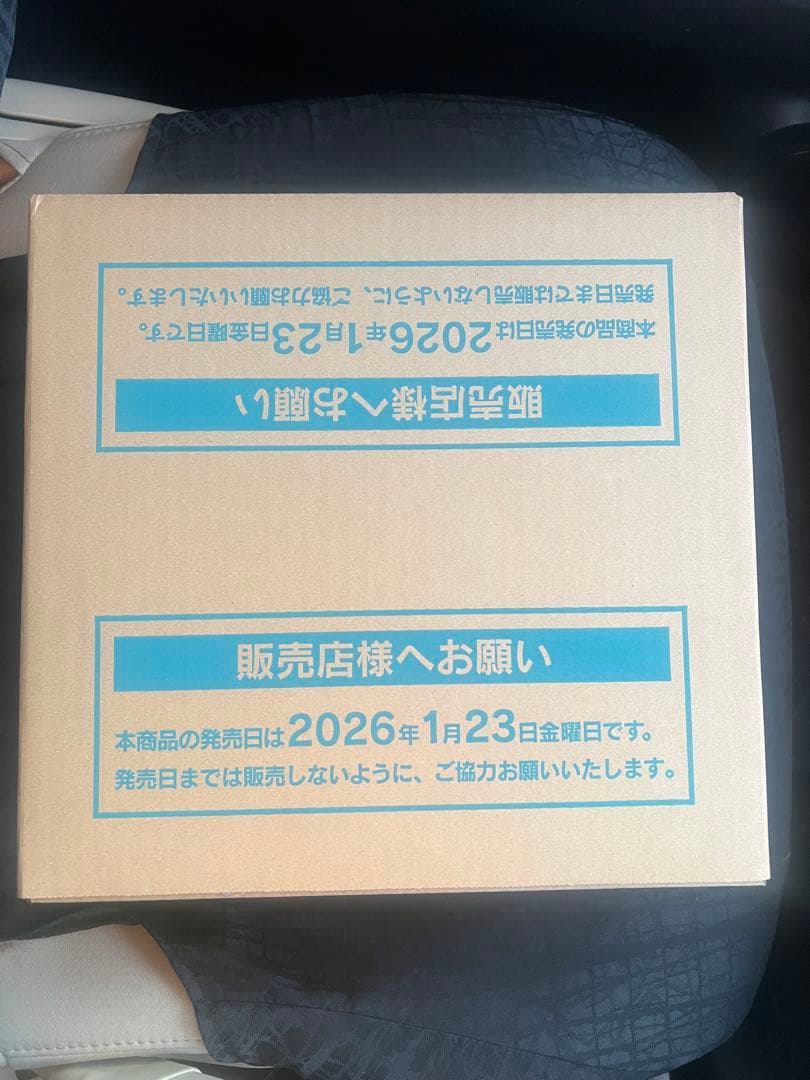 発売日までは販売しないように、ご協力お願いいたします。
本商品の発売日は2026年1月23日金曜日です。
販売店様へお願い
販売店様へお願い
本商品の発売日は2026年1月23日金曜日です。
発売日までは販売しないように、ご協力お願いいたします。